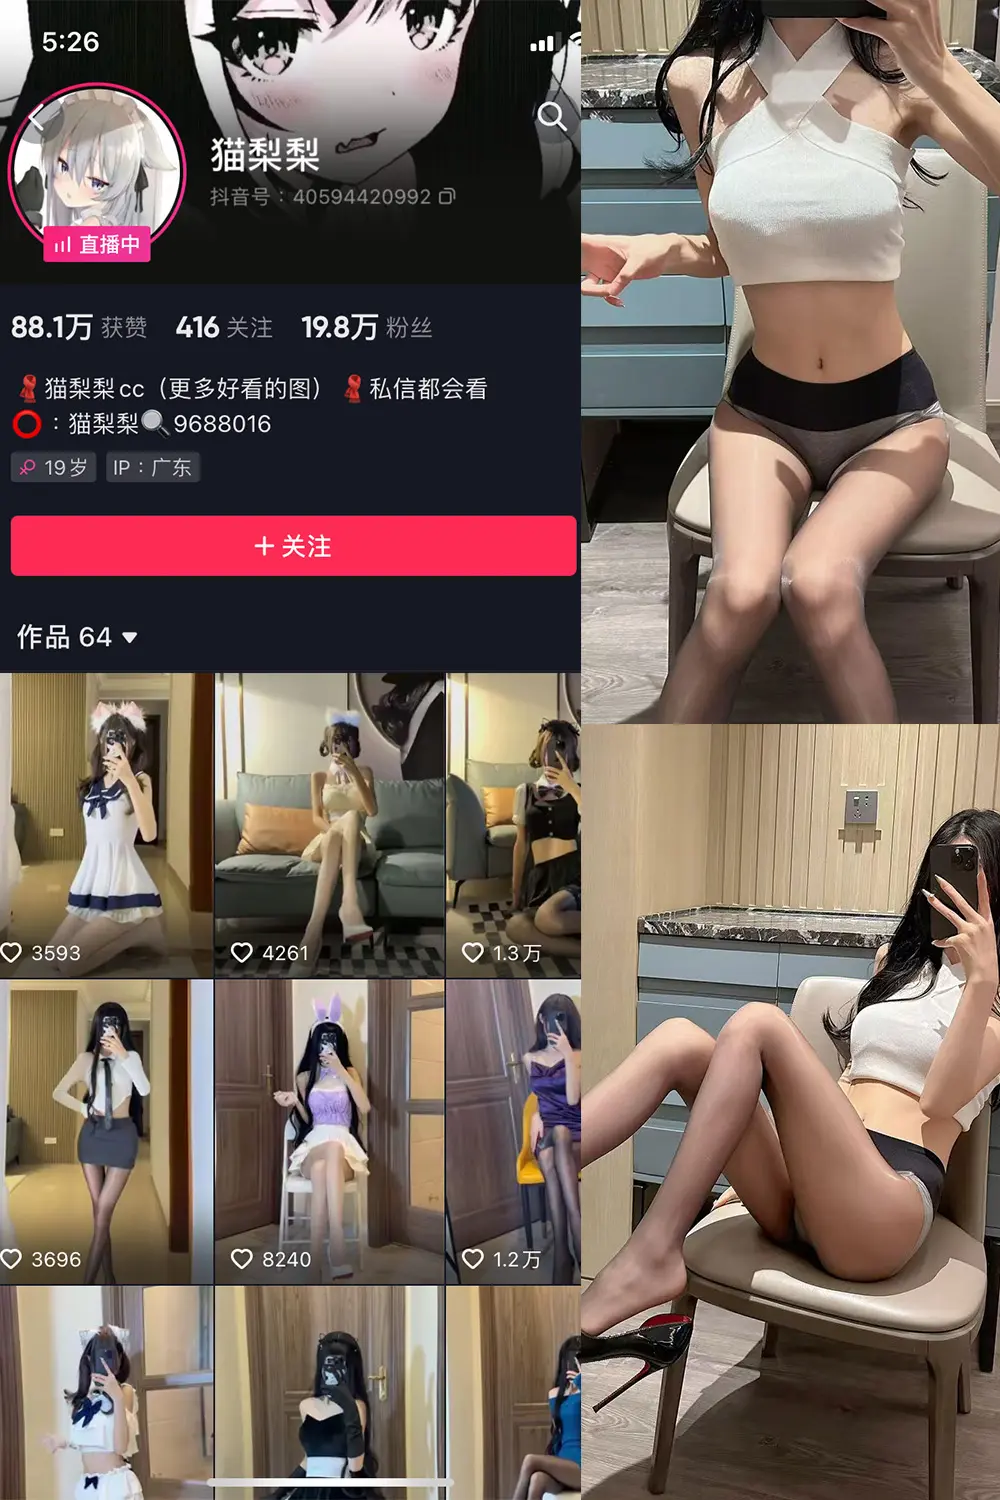 5:26
猫梨梨
抖音号：40594420992
直播中
88.1万 获赞 416 关注 19.8万 粉丝
猫梨梨cc（更多好看的图） 私信都会看
：猫梨梨 9688016
19岁 IP：广东
+ 关注
作品 64
3593 4261 1.3万
3696 8240 1.2万